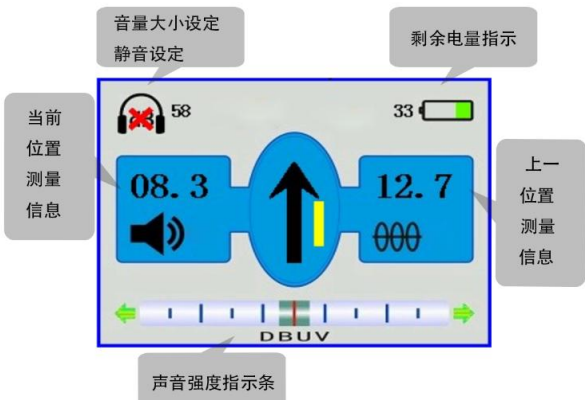 音量大小设定
静音设定
剩余电量指示
58
33
当前
位置
测量
信息
08.3
12.7
上一
位置
测量
信息
DBUV
声音强度指示条